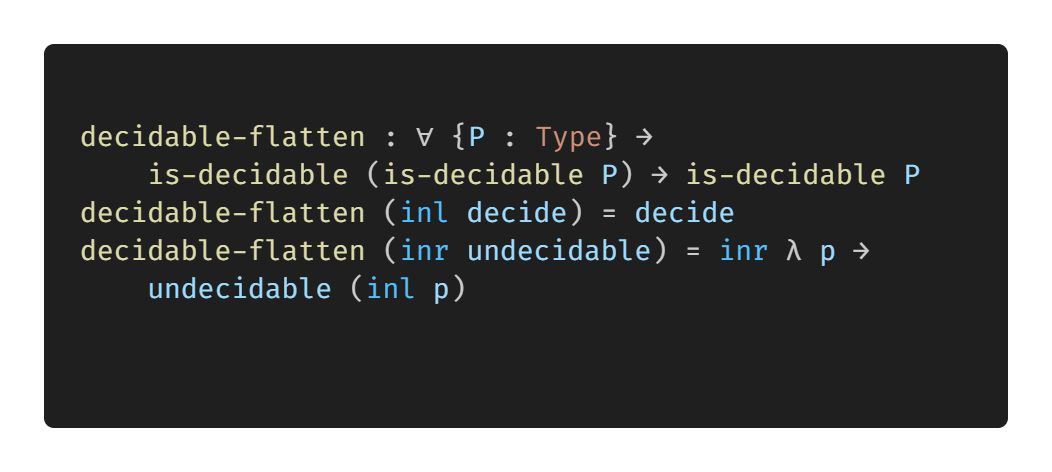 decidable-flatten : ∀ {P : Type} →
    is-decidable (is-decidable P) → is-decidable P
decidable-flatten (inl decide) = decide
decidable-flatten (inr undecidable) = inr λ p →
    undecidable (inl p)